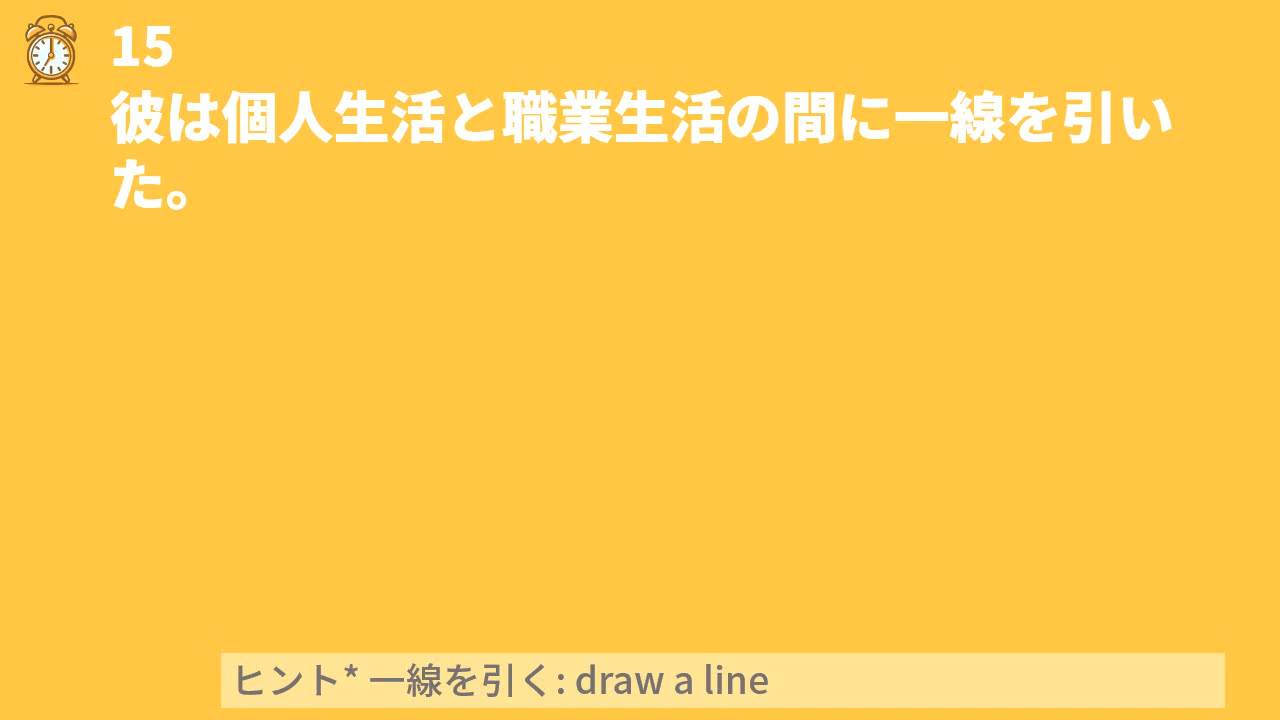 15
彼は個人生活と職業生活の間に一線を引い
た。
ヒント* 一線を引く: draw a line